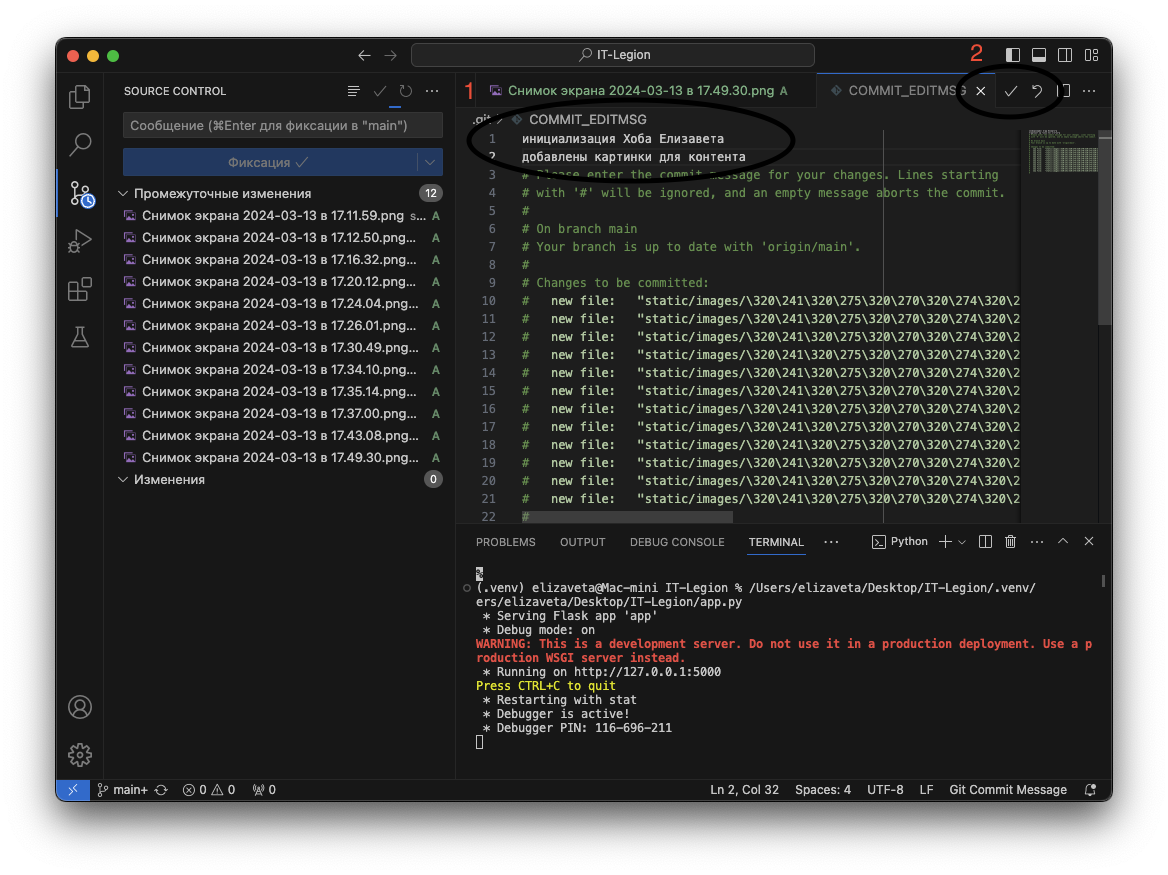 IT-Legion
2
SOURCE CONTROL
1
Снимок экрана 2024-03-13 в 17.49.30.png A
COMMIT_EDITMSG
Сообщение (⌘Enter для фиксации в "main")
Фиксация
Промежуточные изменения 12
Снимок экрана 2024-03-13 в 17.11.59.png s... A
Снимок экрана 2024-03-13 в 17.12.50.png... A
Снимок экрана 2024-03-13 в 17.16.32.png... A
Снимок экрана 2024-03-13 в 17.20.12.png... A
Снимок экрана 2024-03-13 в 17.24.04.png... A
Снимок экрана 2024-03-13 в 17.26.01.png... A
Снимок экрана 2024-03-13 в 17.30.49.png... A
Снимок экрана 2024-03-13 в 17.34.10.png... A
Снимок экрана 2024-03-13 в 17.35.14.png... A
Снимок экрана 2024-03-13 в 17.37.00.png... A
Снимок экрана 2024-03-13 в 17.43.08.png... A
Снимок экрана 2024-03-13 в 17.49.30.png... A
Изменения 0
.git > COMMIT_EDITMSG
1 инициализация Хоба Елизавета
2 добавлены картинки для контента
3 # Please enter the commit message for your changes. Lines starting
4 # with '#' will be ignored, and an empty message aborts the commit.
5 #
6 # On branch main
7 # Your branch is up to date with 'origin/main'.
8 #
9 # Changes to be committed:
10 #   new file:   "static/images/\320\241\320\275\320\270\320\274\320\2
11 #   new file:   "static/images/\320\241\320\275\320\270\320\274\320\2
12 #   new file:   "static/images/\320\241\320\275\320\270\320\274\320\2
13 #   new file:   "static/images/\320\241\320\275\320\270\320\274\320\2
14 #   new file:   "static/images/\320\241\320\275\320\270\320\274\320\2
15 #   new file:   "static/images/\320\241\320\275\320\270\320\274\320\2
16 #   new file:   "static/images/\320\241\320\275\320\270\320\274\320\2
17 #   new file:   "static/images/\320\241\320\275\320\270\320\274\320\2
18 #   new file:   "static/images/\320\241\320\275\320\270\320\274\320\2
19 #   new file:   "static/images/\320\241\320\275\320\270\320\274\320\2
20 #   new file:   "static/images/\320\241\320\275\320\270\320\274\320\2
21 #   new file:   "static/images/\320\241\320\275\320\270\320\274\320\2
22 #
PROBLEMS OUTPUT DEBUG CONSOLE TERMINAL ... Python
%
(.venv) elizaveta@Mac-mini IT-Legion % /Users/elizaveta/Desktop/IT-Legion/.venv/
ers/elizaveta/Desktop/IT-Legion/app.py
* Serving Flask app 'app'
* Debug mode: on
WARNING: This is a development server. Do not use it in a production deployment. Use a p
roduction WSGI server instead.
* Running on http://127.0.0.1:5000
Press CTRL+C to quit
* Restarting with stat
* Debugger is active!
* Debugger PIN: 116-696-211
main+ 0 0 0 Ln 2, Col 32 Spaces: 4 UTF-8 LF Git Commit Message